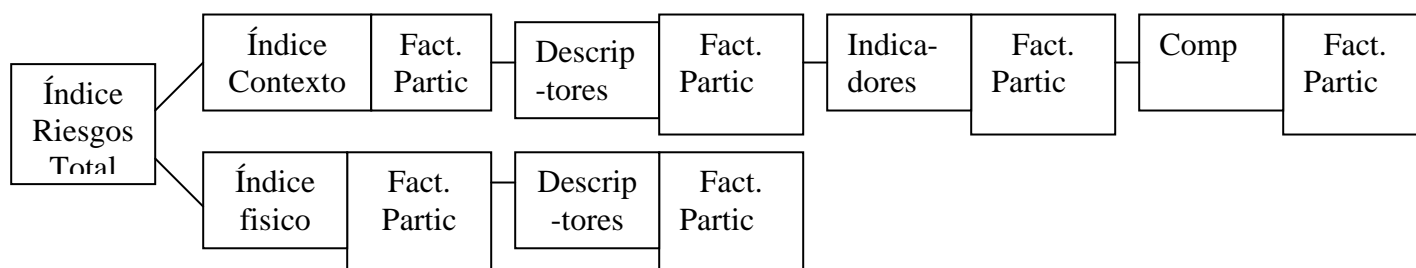 Índice
Riesgos
Total
Índice
Contexto
Fact.
Partic
Descrip
-tores
Fact.
Partic
Indica-
dores
Fact.
Partic
Comp
Fact.
Partic
Índice
fisico
Fact.
Partic
Descrip
-tores
Fact.
Partic